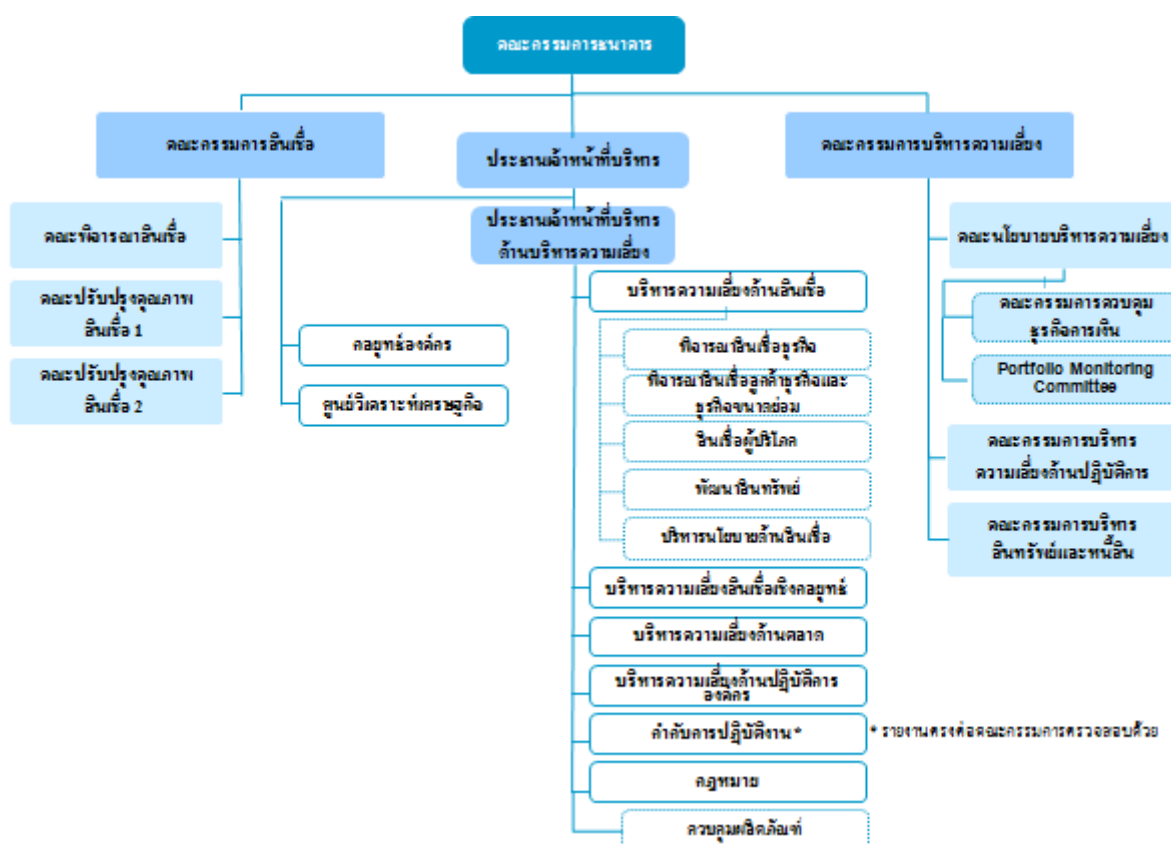 คณะกรรมการธนาคาร
คณะกรรมการสินเชื่อ
ประธานเจ้าหน้าที่บริหาร
คณะกรรมการบริหารความเสี่ยง
คณะพิจารณาสินเชื่อ
คณะปรับปรุงคุณภาพ
สินเชื่อ 1
คณะปรับปรุงคุณภาพ
สินเชื่อ 2
ประธานเจ้าหน้าที่บริหาร
ด้านบริหารความเสี่ยง
กลยุทธ์องค์กร
ศูนย์วิเคราะห์เศรษฐกิจ
บริหารความเสี่ยงด้านสินเชื่อ
พิจารณาสินเชื่อธุรกิจ
พิจารณาสินเชื่อลูกค้าธุรกิจและ
ธุรกิจขนาดย่อม
สินเชื่อผู้บริโภค
พัฒนาสินทรัพย์
บริหารนโยบายด้านสินเชื่อ
บริหารความเสี่ยงสินเชื่อเชิงกลยุทธ์
บริหารความเสี่ยงด้านตลาด
บริหารความเสี่ยงด้านปฏิบัติการ
องค์กร
กำกับการปฏิบัติงาน *
* รายงานตรงต่อคณะกรรมการตรวจสอบด้วย
กฎหมาย
ควบคุมผลิตภัณฑ์
คณะนโยบายบริหารความเสี่ยง
คณะกรรมการควบคุม
ธุรกิจการเงิน
Portfolio Monitoring
Committee
คณะกรรมการบริหาร
ความเสี่ยงด้านปฏิบัติการ
คณะกรรมการบริหาร
สินทรัพย์และหนี้สิน